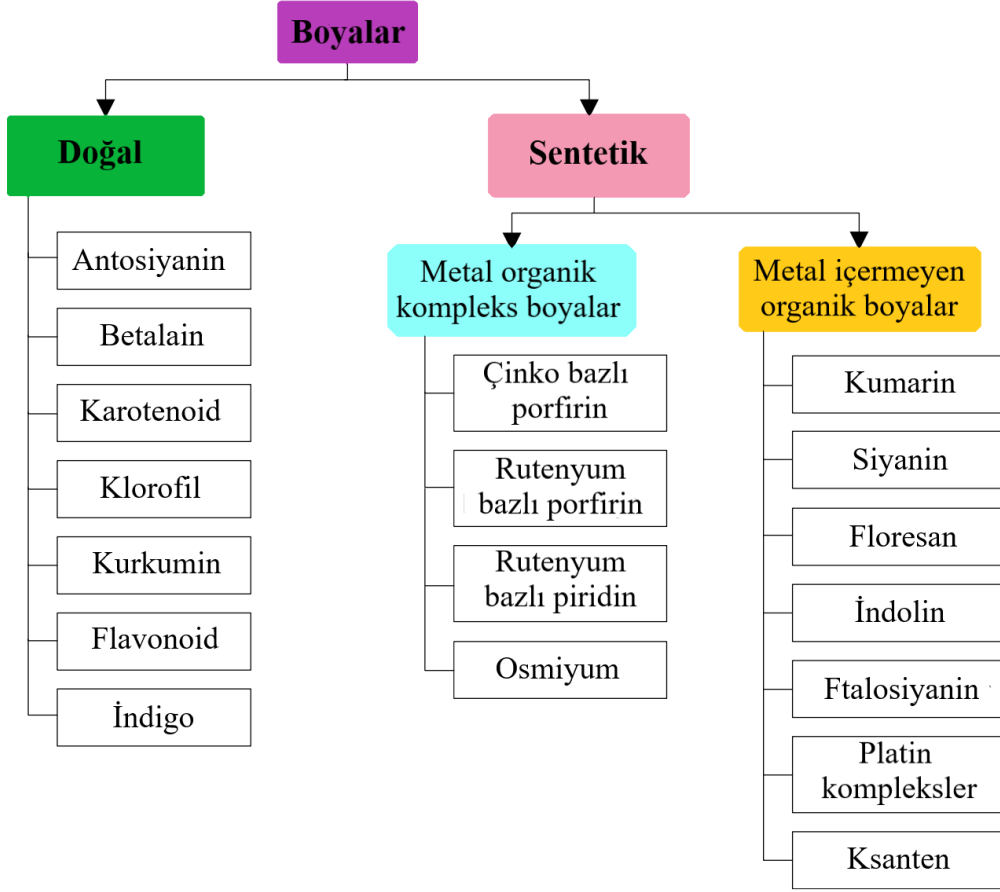 Boyalar
Doğal
Antosiyanin
Betalain
Karotenoid
Klorofil
Kurkumin
Flavonoid
İndigo
Sentetik
Metal organik
kompleks boyalar
Çinko bazlı
porfirin
Rutenyum
bazlı porfirin
Rutenyum
bazlı piridin
Osmiyum
Metal içermeyen
organik boyalar
Kumarin
Siyanin
Floresan
İndolin
Ftalosiyanin
Platin
kompleksler
Ksanten